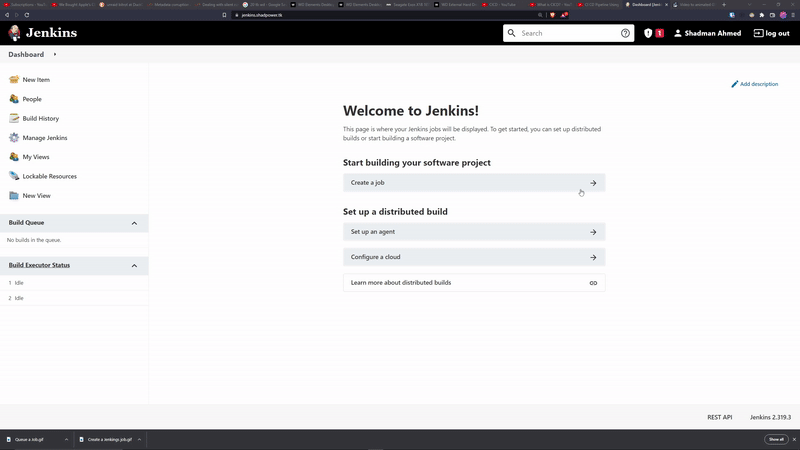 jenkins.shadpower.tk
Jenkins
Search
1
Shadman Ahmed
log out
Dashboard
New Item
People
Build History
Manage Jenkins
My Views
Lockable Resources
New View
Build Queue
No builds in the queue.
Build Executor Status
1 Idle
2 Idle
Add description
Welcome to Jenkins!
This page is where your Jenkins jobs will be displayed. To get started, you can set up distributed
builds or start building a software project.
Start building your software project
Create a job
Set up a distributed build
Set up an agent
Configure a cloud
Learn more about distributed builds
REST API
Jenkins 2.319.3
Queue a Job.gif
Create a Jenkings job.gif
Show all